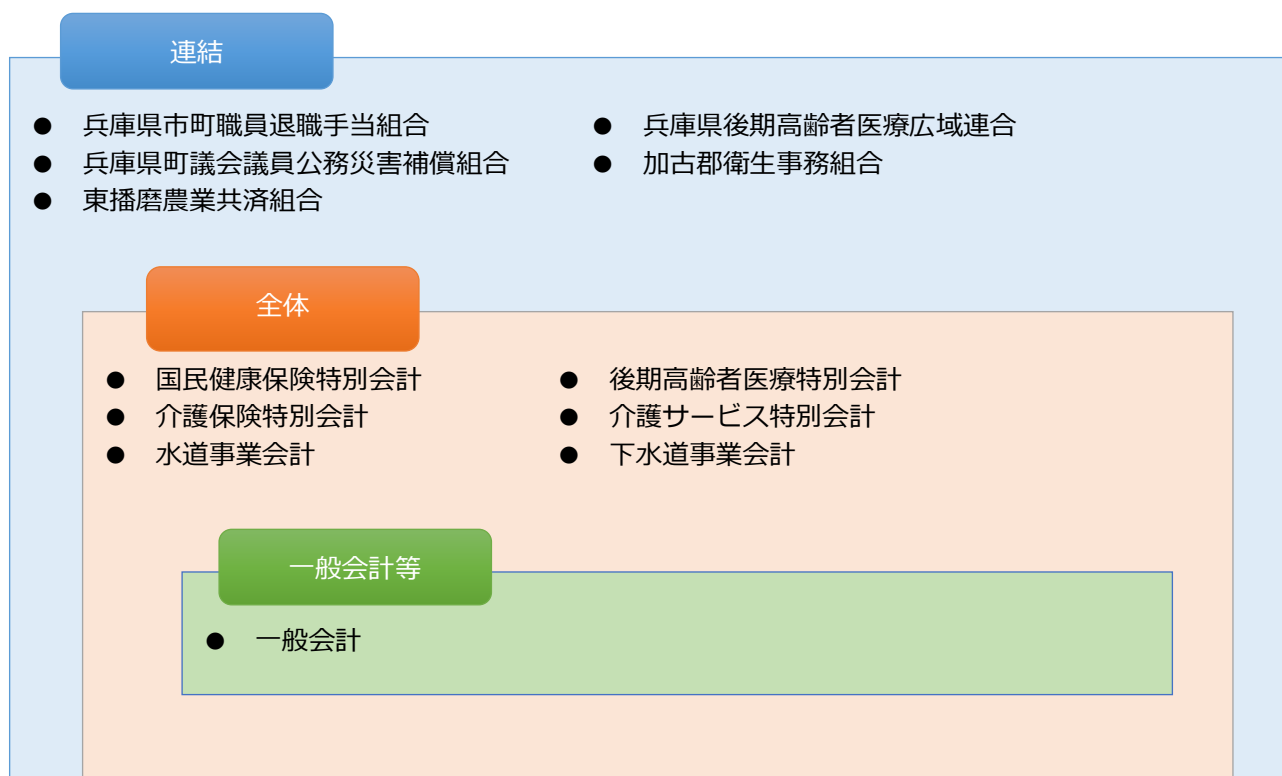 連結
● 兵庫県市町職員退職手当組合 ● 兵庫県後期高齢者医療広域連合
● 兵庫県町議会議員公務災害補償組合 ● 加古郡衛生事務組合
● 東播磨農業共済組合
全体
● 国民健康保険特別会計 ● 後期高齢者医療特別会計
● 介護保険特別会計 ● 介護サービス特別会計
● 水道事業会計 ● 下水道事業会計
一般会計等
● 一般会計